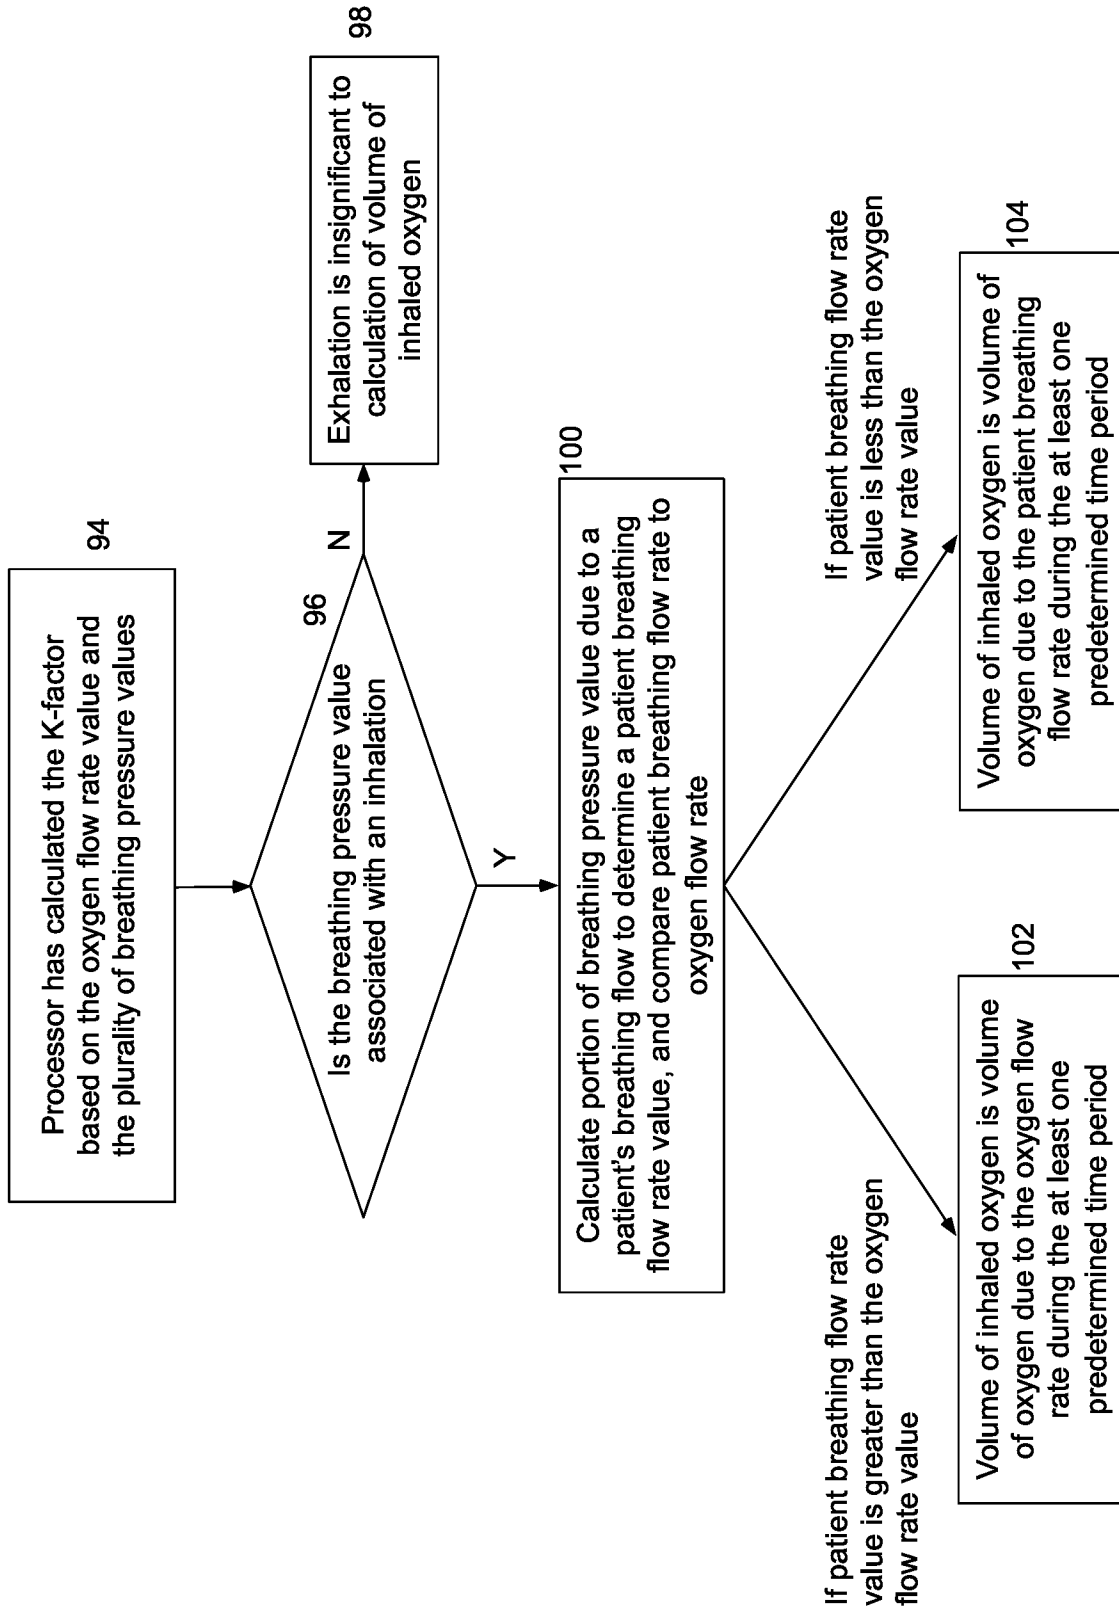 Processor has calculated the K-factor
based on the oxygen flow rate value and
the plurality of breathing pressure values
94
96
Is the breathing pressure value
associated with an inhalation
N
Y
Exhalation is insignificant to
calculation of volume of
inhaled oxygen
98
100
Calculate portion of breathing pressure value due to a
patient's breathing flow to determine a patient breathing
flow rate value, and compare patient breathing flow rate to
oxygen flow rate
If patient breathing flow rate
value is greater than the oxygen
flow rate value
If patient breathing flow rate
value is less than the oxygen
flow rate value
Volume of inhaled oxygen is volume
of oxygen due to the oxygen flow
rate during the at least one
predetermined time period
102
Volume of inhaled oxygen is volume of
oxygen due to the patient breathing
flow rate during the at least one
predetermined time period
104